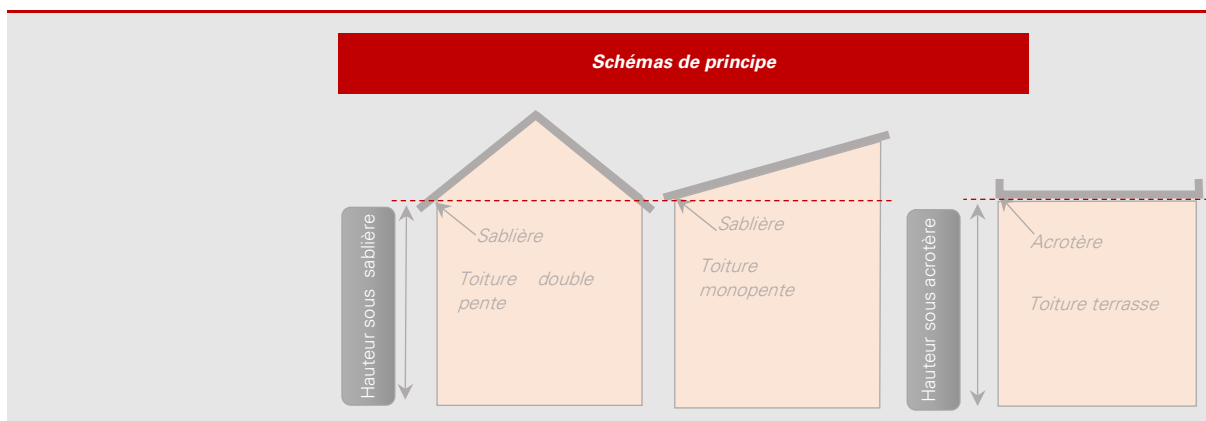 Schémas de principe
Hauteur sous sablière
Sablière
Toiture double
pente
Sablière
Toiture
monopente
Hauteur sous acrotère
Acrotère
Toiture terrasse